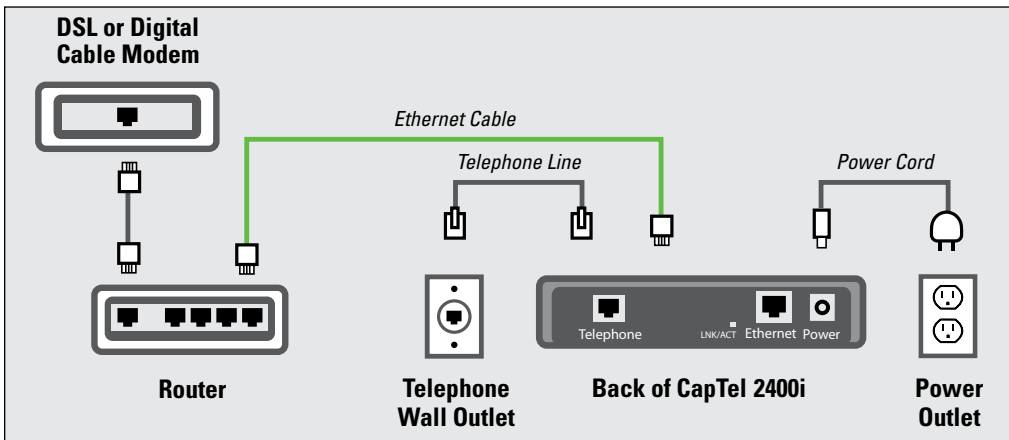 DSL or Digital
Cable Modem
Ethernet Cable
Telephone Line
Power Cord
Telephone
LNK/ACT
Ethernet
Power
Router
Telephone
Wall Outlet
Back of CapTel 2400i
Power
Outlet